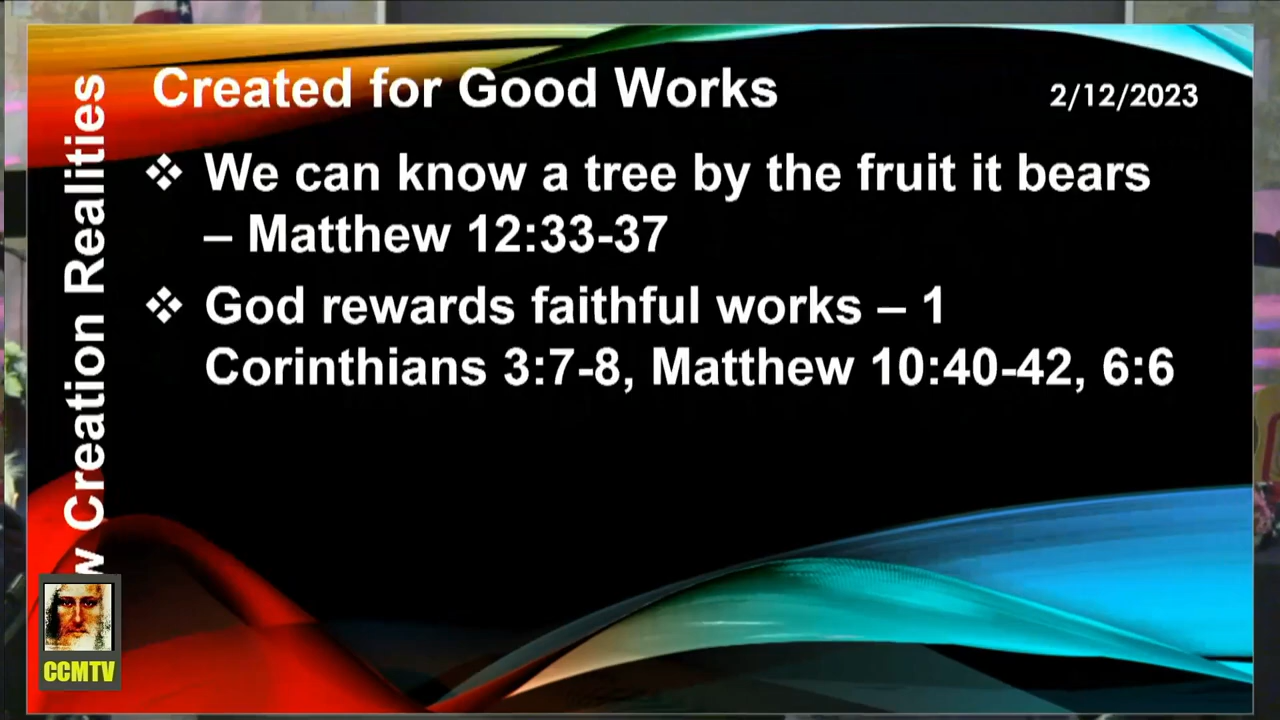 Created for Good Works
2/12/2023
❖ We can know a tree by the fruit it bears
– Matthew 12:33-37
❖ God rewards faithful works – 1
Corinthians 3:7-8, Matthew 10:40-42, 6:6
w Creation Realities
CCMTV